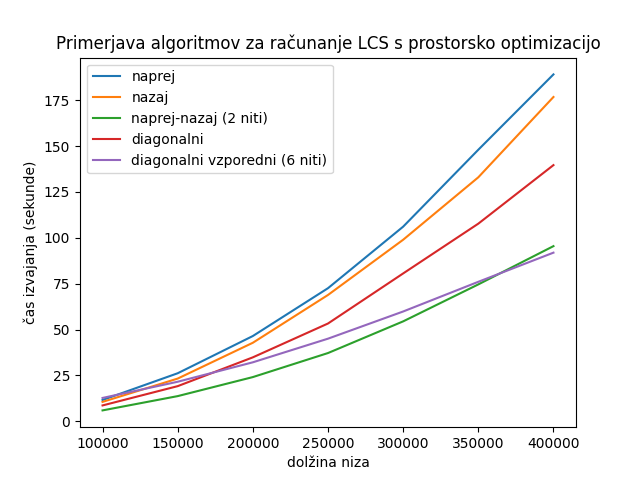 Primerjava algoritmov za računanje LCS s prostorsko optimizacijo
naprej
nazaj
naprej-nazaj (2 niti)
diagonalni
diagonalni vzporedni (6 niti)
čas izvajanja (sekunde)
175
150
125
100
75
50
25
0
100000 150000 200000 250000 300000 350000 400000
dolžina niza